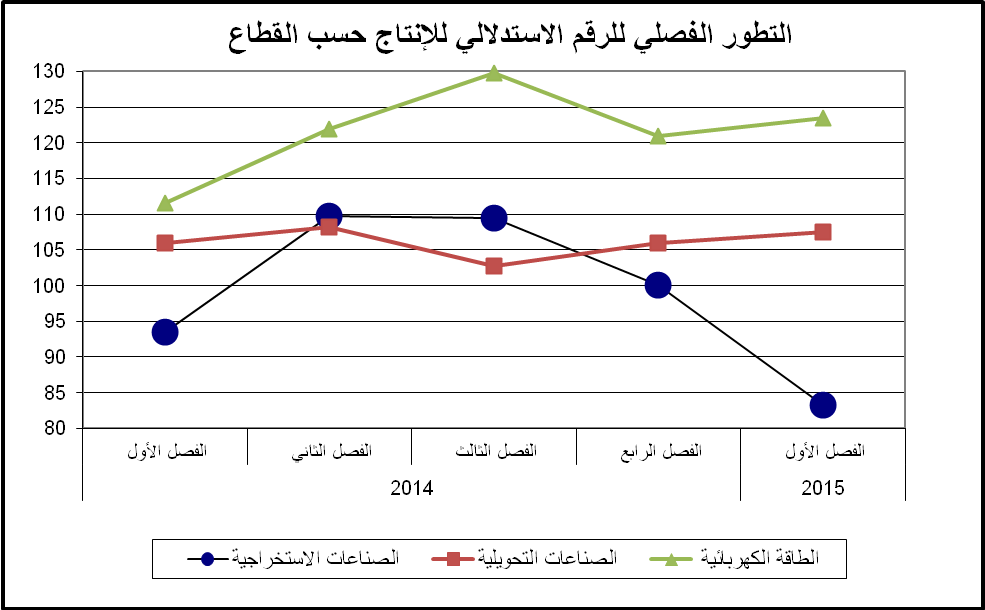 التطور الفصلي للرقم الاستدلالي للإنتاج حسب القطاع
130
125
120
115
110
105
100
95
90
85
80
الفصل الأول
الفصل الثاني
الفصل الثالث
الفصل الرابع
الفصل الأول
2014
2015
الصناعات الاستخراجية
الصناعات التحويلية
الطاقة الكهربائية